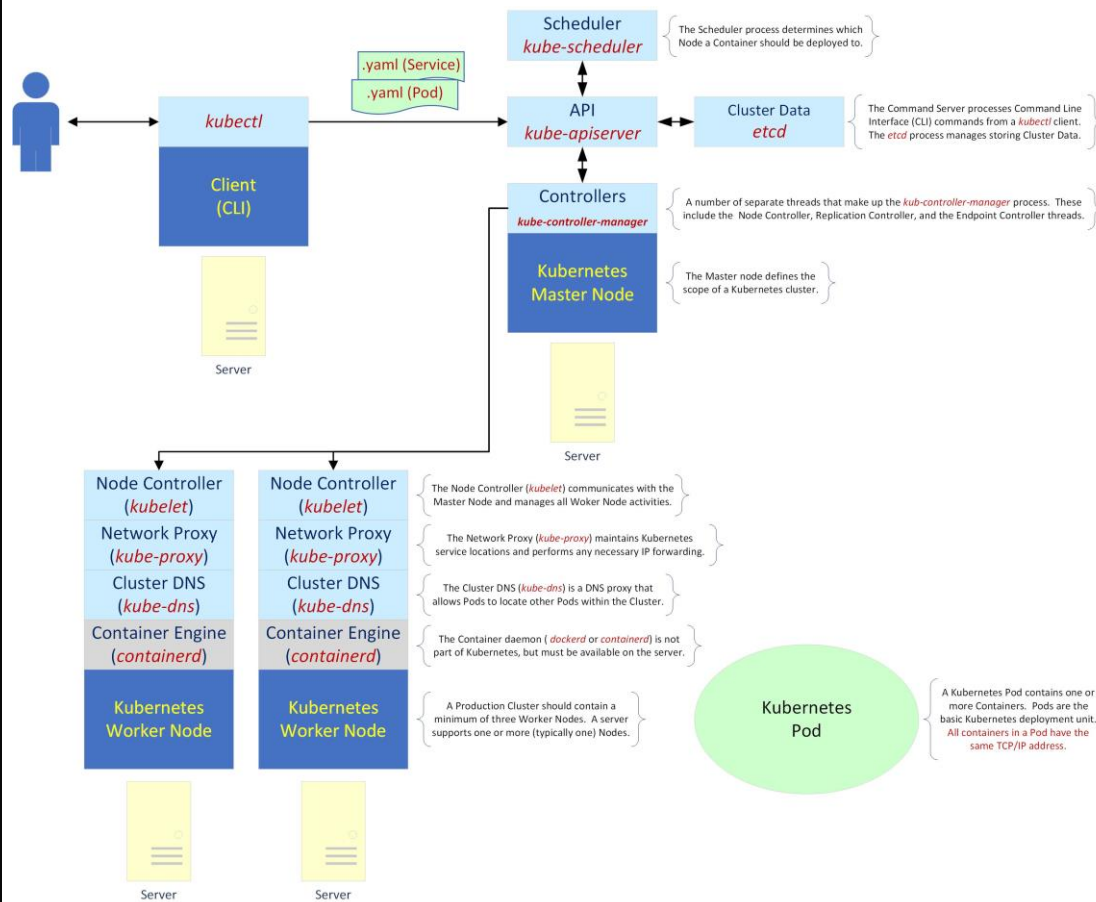 Scheduler
kube-scheduler
The Scheduler process determines which
Node a Container should be deployed to.
.yaml (Service)
.yaml (Pod)
kubectl
Client
(CLI)
Server
API
kube-apiserver
Cluster Data
etcd
The Command Server processes Command Line
Interface (CLI) commands from a kubectl client.
The etcd process manages storing Cluster Data.
Controllers
kube-controller-manager
A number of separate threads that make up the kub-controller-manager process. These
include the Node Controller, Replication Controller, and the Endpoint Controller threads.
Kubernetes
Master Node
The Master node defines the
scope of a Kubernetes cluster.
Server
Node Controller
(kubelet)
Network Proxy
(kube-proxy)
Cluster DNS
(kube-dns)
Container Engine
(containerd)
Kubernetes
Worker Node
Server
Node Controller
(kubelet)
Network Proxy
(kube-proxy)
Cluster DNS
(kube-dns)
Container Engine
(containerd)
Kubernetes
Worker Node
Server
The Node Controller (kubelet) communicates with the
Master Node and manages all Woker Node activities.
The Network Proxy (kube-proxy) maintains Kubernetes
service locations and performs any necessary IP forwarding.
The Cluster DNS (kube-dns) is a DNS proxy that
allows Pods to locate other Pods within the Cluster.
The Container daemon ( dockerd or containerd) is not
part of Kubernetes, but must be available on the server.
A Production Cluster should contain a
minimum of three Worker Nodes. A server
supports one or more (typically one) Nodes.
Kubernetes
Pod
A Kubernetes Pod contains one or
more Containers. Pods are the
basic Kubernetes deployment unit.
All containers in a Pod have the
same TCP/IP address.